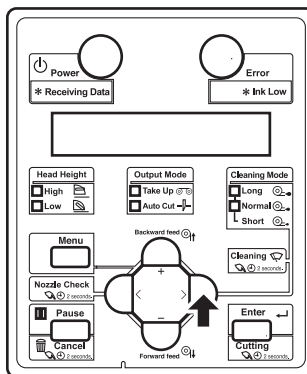 Power
Error
* Receiving Data
* Ink Low
Head Height
High
Low
Output Mode
Take Up
Auto Cut
Cleaning Mode
Long
Normal
Short
Menu
Backward feed
+
Cleaning
2 seconds.
Nozzle Check
2 seconds.
< >
Pause
Enter
Cancel
2 seconds.
−
Forward feed
Cutting
2 seconds.